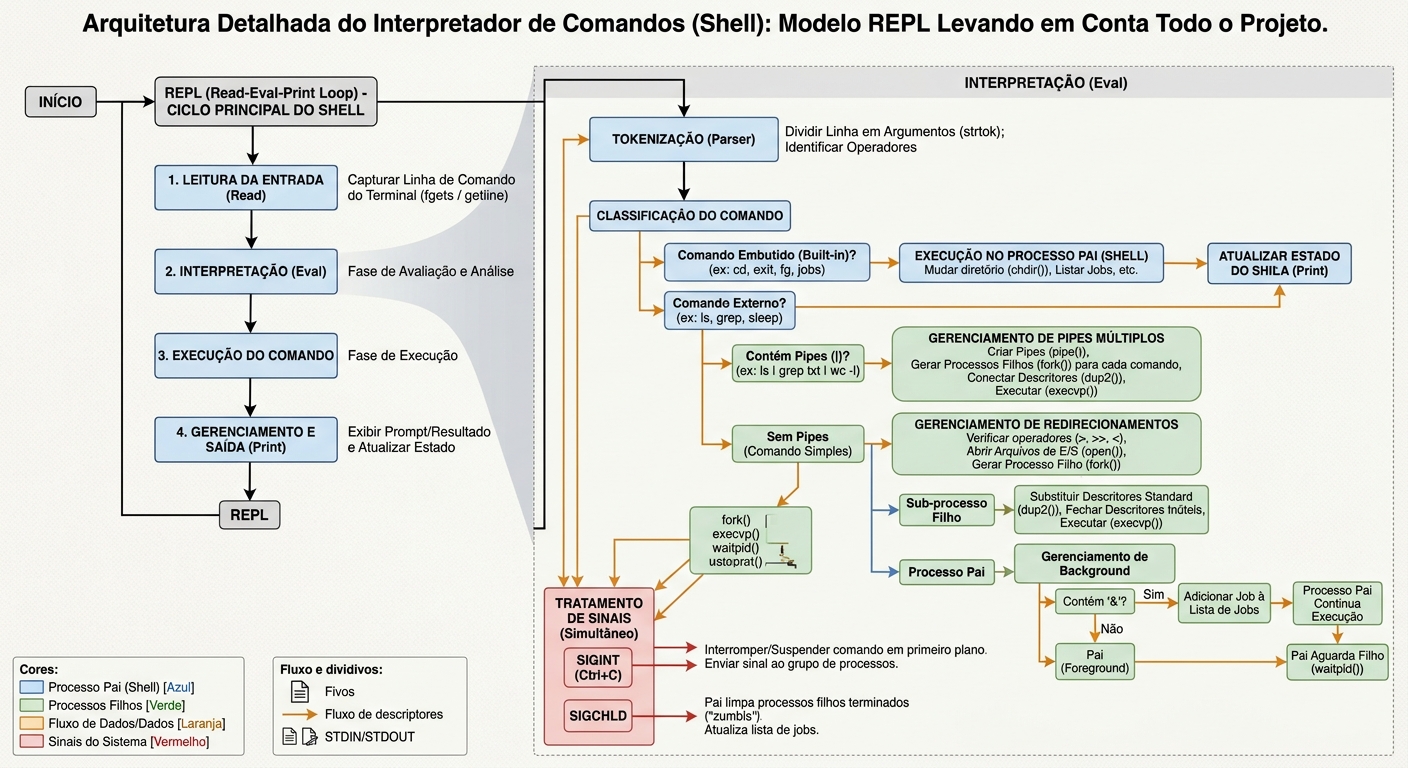 Arquitetura Detalhada do Interpretador de Comandos (Shell): Modelo REPL Levando em Conta Todo o Projeto.
INÍCIO
REPL (Read-Eval-Print Loop) -
CICLO PRINCIPAL DO SHELL
1. LEITURA DA ENTRADA
(Read)
Capturar Linha de Comando
do Terminal (fgets / getline)
2. INTERPRETAÇÃO (Eval)
Fase de Avaliação e Análise
3. EXECUÇÃO DO COMANDO
Fase de Execução
4. GERENCIAMENTO E
SAÍDA (Print)
Exibir Prompt/Resultado
e Atualizar Estado
REPL
INTERPRETAÇÃO (Eval)
TOKENIZAÇÃO (Parser)
Dividir Linha em Argumentos (strtok);
Identificar Operadores
CLASSIFICAÇÃO DO COMANDO
Comando Embutido (Built-in)?
(ex: cd, exit, fg, jobs)
EXECUÇÃO NO PROCESSO PAI (SHELL)
Mudar diretório (chdir()), Listar Jobs, etc.
ATUALIZAR ESTADO
DO SHILA (Print)
Comando Externo?
(ex: ls, grep, sleep)
Contém Pipes (|)?
(ex: ls | grep txt | wc -l)
GERENCIAMENTO DE PIPES MÚLTIPLOS
Criar Pipes (pipe()),
Gerar Processos Filhos (fork()) para cada comando,
Conectar Descritores (dup2()),
Executar (execvp())
Sem Pipes
(Comando Simples)
GERENCIAMENTO DE REDIRECIONAMENTOS
Verificar operadores (>, >>, <),
Abrir Arquivos de E/S (open()),
Gerar Processo Filho (fork())
Sub-processo
Filho
Substituir Descritores Standard
(dup2()), Fechar Descritores fnúteis,
Executar (execvp())
fork()
execvp()
waitpid()
ustoprat()
Processo Pai
Gerenciamento de
Background
Contém '&'?
Sim
Adicionar Job à
Lista de Jobs
Processo Pai
Continua
Execução
Não
Pai
(Foreground)
Pai Aguarda Filho
(waitpid())
TRATAMENTO
DE SINAIS
(Simultâneo)
SIGINT
(Ctrl+C)
Interromper/Suspender comando em primeiro plano.
Enviar sinal ao grupo de processos.
SIGCHLD
Pai limpa processos filhos terminados
("zumbls").
Atualiza lista de jobs.
Cores:
Processo Pai (Shell) [Azul]
Processos Filhos [Verde]
Fluxo de Dados/Dados [Laranja]
Sinais do Sistema [Vermelho]
Fluxo e dividivos:
Fivos
Fluxo de descriptores
STDIN/STDOUT